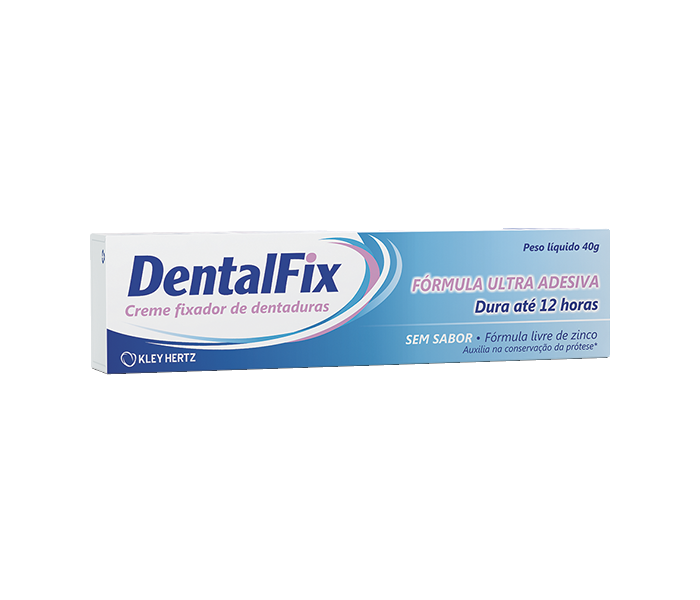 DentalFix
Creme fixador de dentaduras
KLEY HERTZ
Peso líquido 40g
FÓRMULA ULTRA ADESIVA
Dura até 12 horas
SEM SABOR • Fórmula livre de zinco
Auxilia na conservação da prótese*